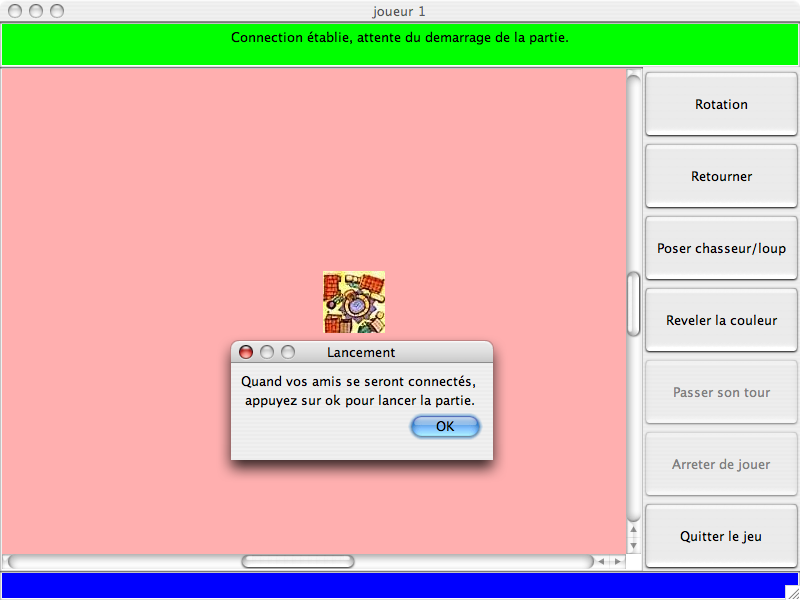 joueur 1
Connection établie, attente du demarrage de la partie.
Rotation
Retourner
Poser chasseur/loup
Reveler la couleur
Passer son tour
Arreter de jouer
Quitter le jeu
Lancement
Quand vos amis se seront connectés,
appuyez sur ok pour lancer la partie.
OK